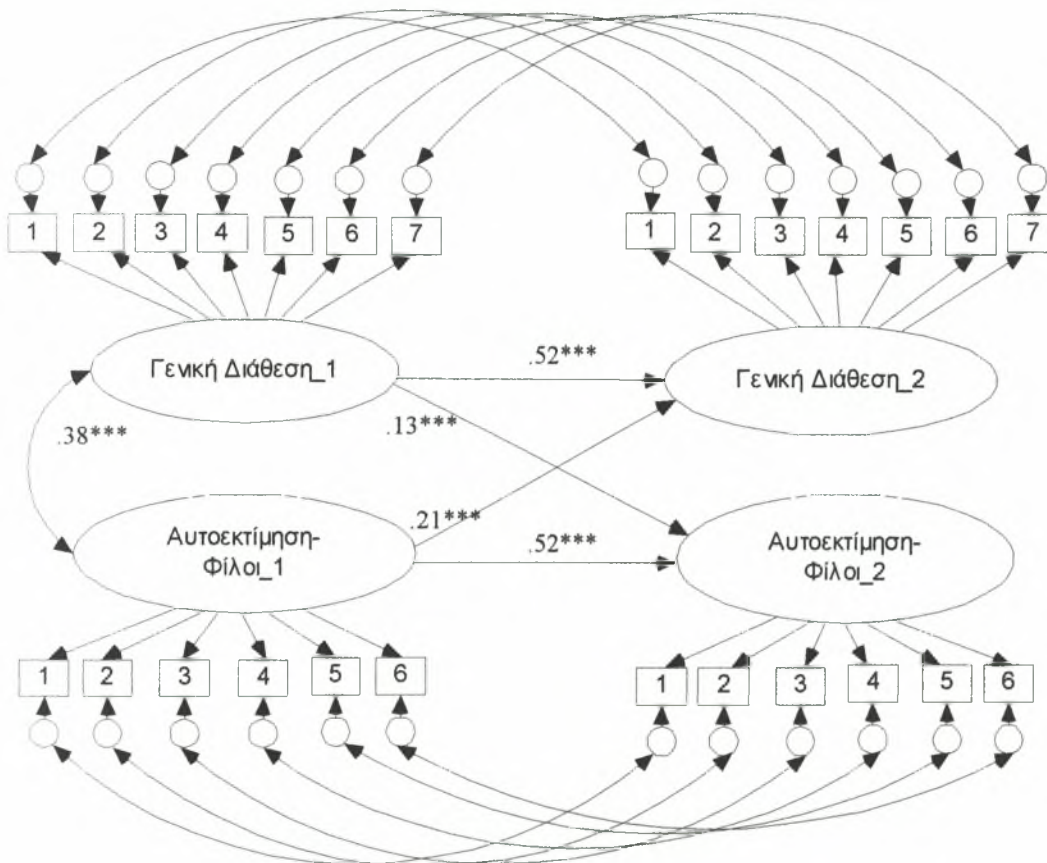 1 2 3 4 5 6 7 1 2 3 4 5 6 7
Γενική Διάθεση_1
.52***
Γενική Διάθεση_2
.38***
.13***
Αυτοεκτίμηση-
Φίλοι_1
.21***
.52***
Αυτοεκτίμηση-
Φίλοι_2
1 2 3 4 5 6 1 2 3 4 5 6